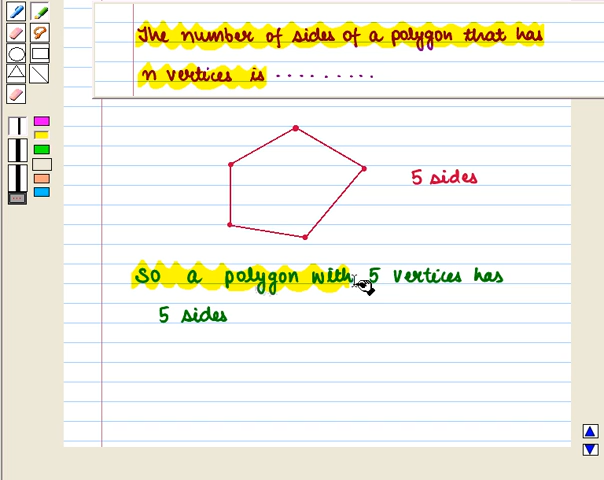 The number of sides of a polygon that has
n vertices is .........
5 sides
So a polygon with 5 vertices has
5 sides